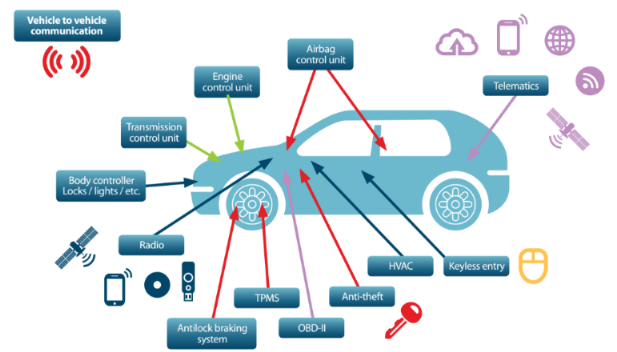 Vehicle to vehicle
communication
Airbag
control unit
Engine
control unit
Telematics
Transmission
control unit
Body controller
Locks / lights / etc.
Radio
HVAC
Keyless entry
TPMS
Anti-theft
Antilock braking
system
OBD-II